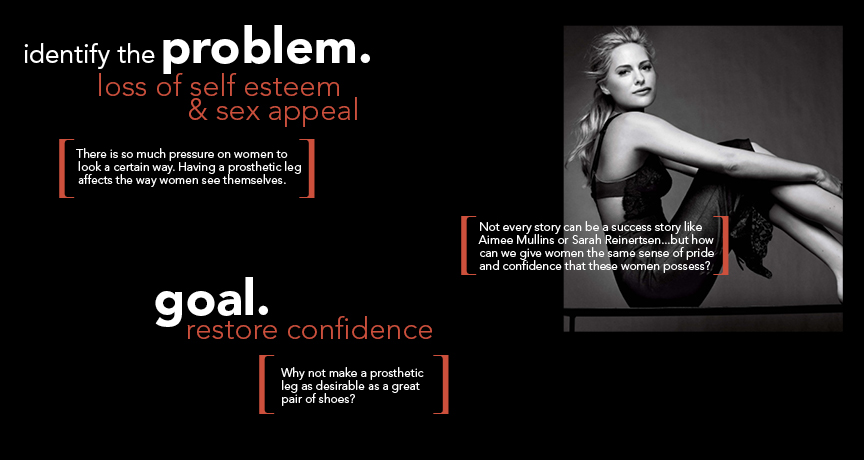 identify the problem.
loss of self esteem
& sex appeal
There is so much pressure on women to
look a certain way. Having a prosthetic leg
affects the way women see themselves.
Not every story can be a success story like
Aimee Mullins or Sarah Reinertsen...but how
can we give women the same sense of pride
and confidence that these women possess?
goal.
restore confidence
Why not make a prosthetic
leg as desirable as a great
pair of shoes?